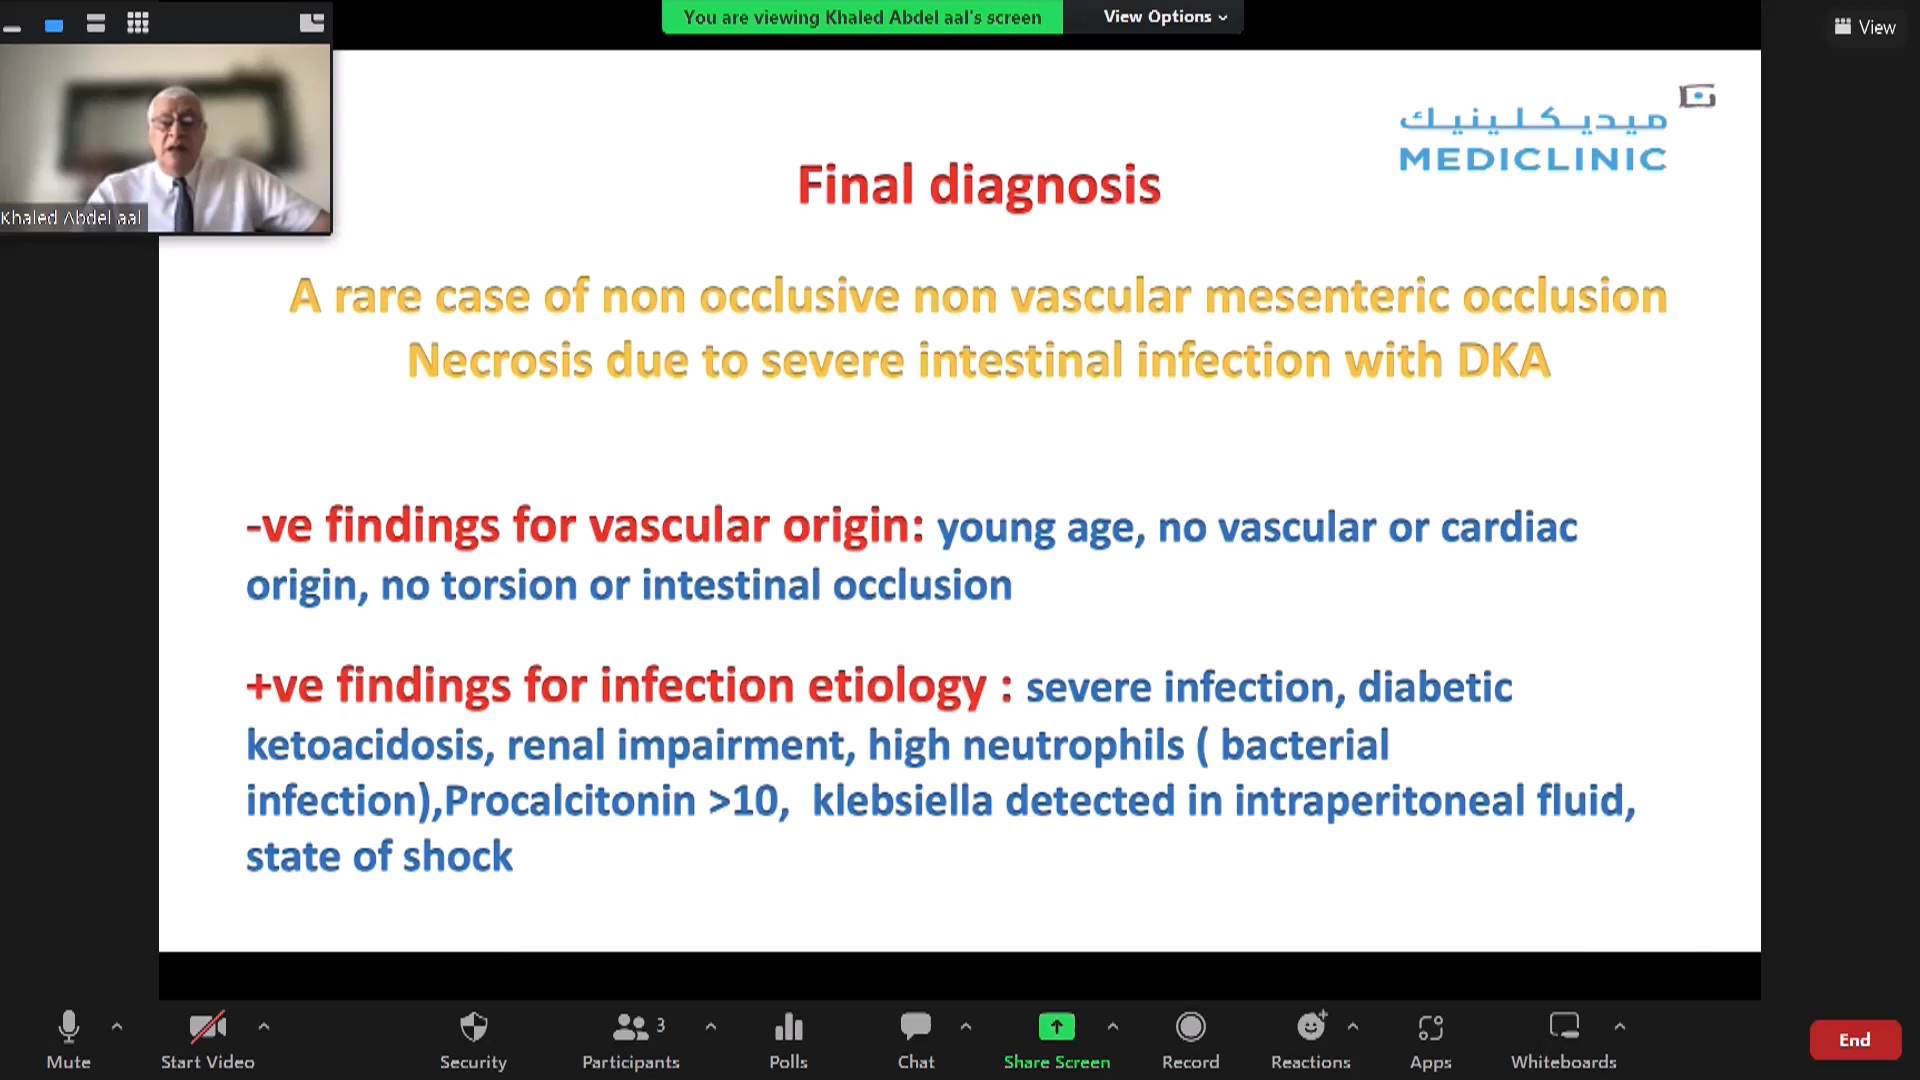 You are viewing Khaled Abdel aal's screen
View Options
View
Khaled Abdel aal
ميديكلينيك
MEDICLINIC
Final diagnosis
A rare case of non occlusive non vascular mesenteric occlusion
Necrosis due to severe intestinal infection with DKA
-ve findings for vascular origin: young age, no vascular or cardiac
origin, no torsion or intestinal occlusion
+ve findings for infection etiology : severe infection, diabetic
ketoacidosis, renal impairment, high neutrophils ( bacterial
infection),Procalcitonin >10,  klebsiella detected in intraperitoneal fluid,
state of shock
3
Mute
Start Video
Security
Participants
Polls
Chat
Share Screen
Record
Reactions
Apps
Whiteboards
End